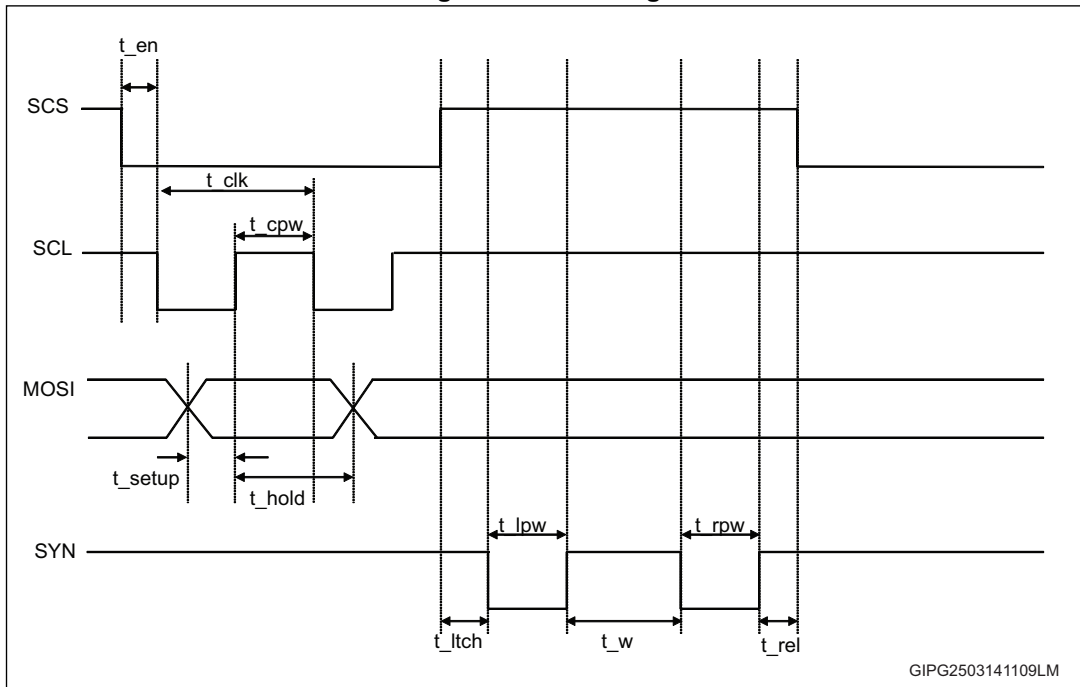 t_en
SCS
t_clk
t_cpw
SCL
MOSI
t_setup
t_hold
t_lpw
t_rpw
SYN
t_ltch
t_w
t_rel
GIPG2503141109LM